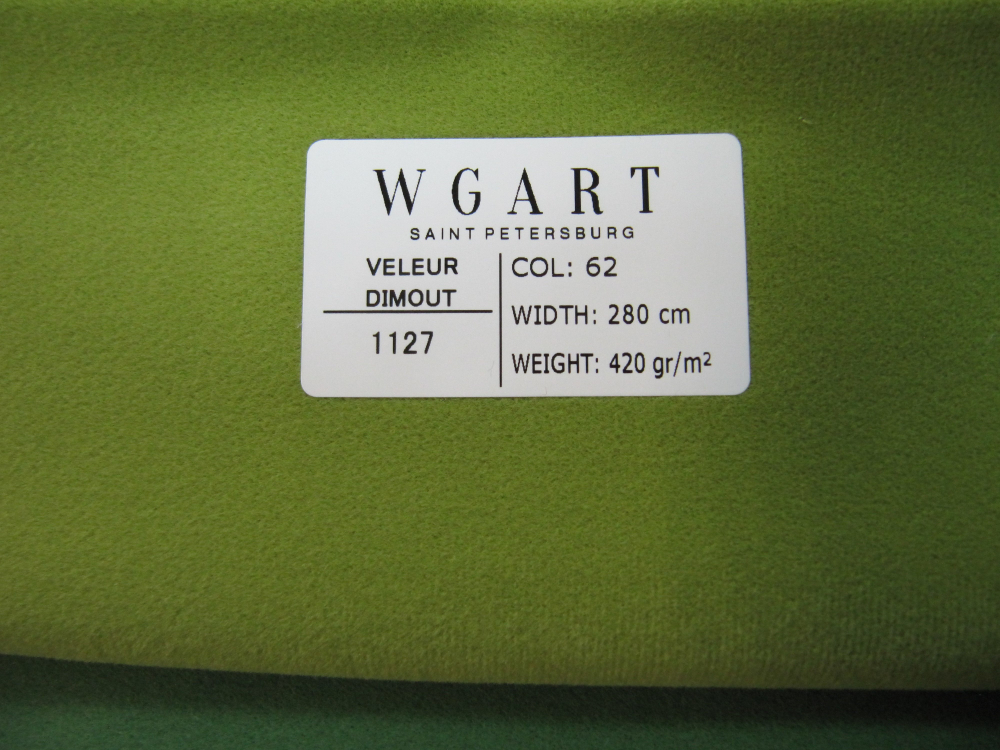 WGART
SAINT PETERSBURG
VELEUR
DIMOUT
1127
COL: 62
WIDTH: 280 cm
WEIGHT: 420 gr/m²